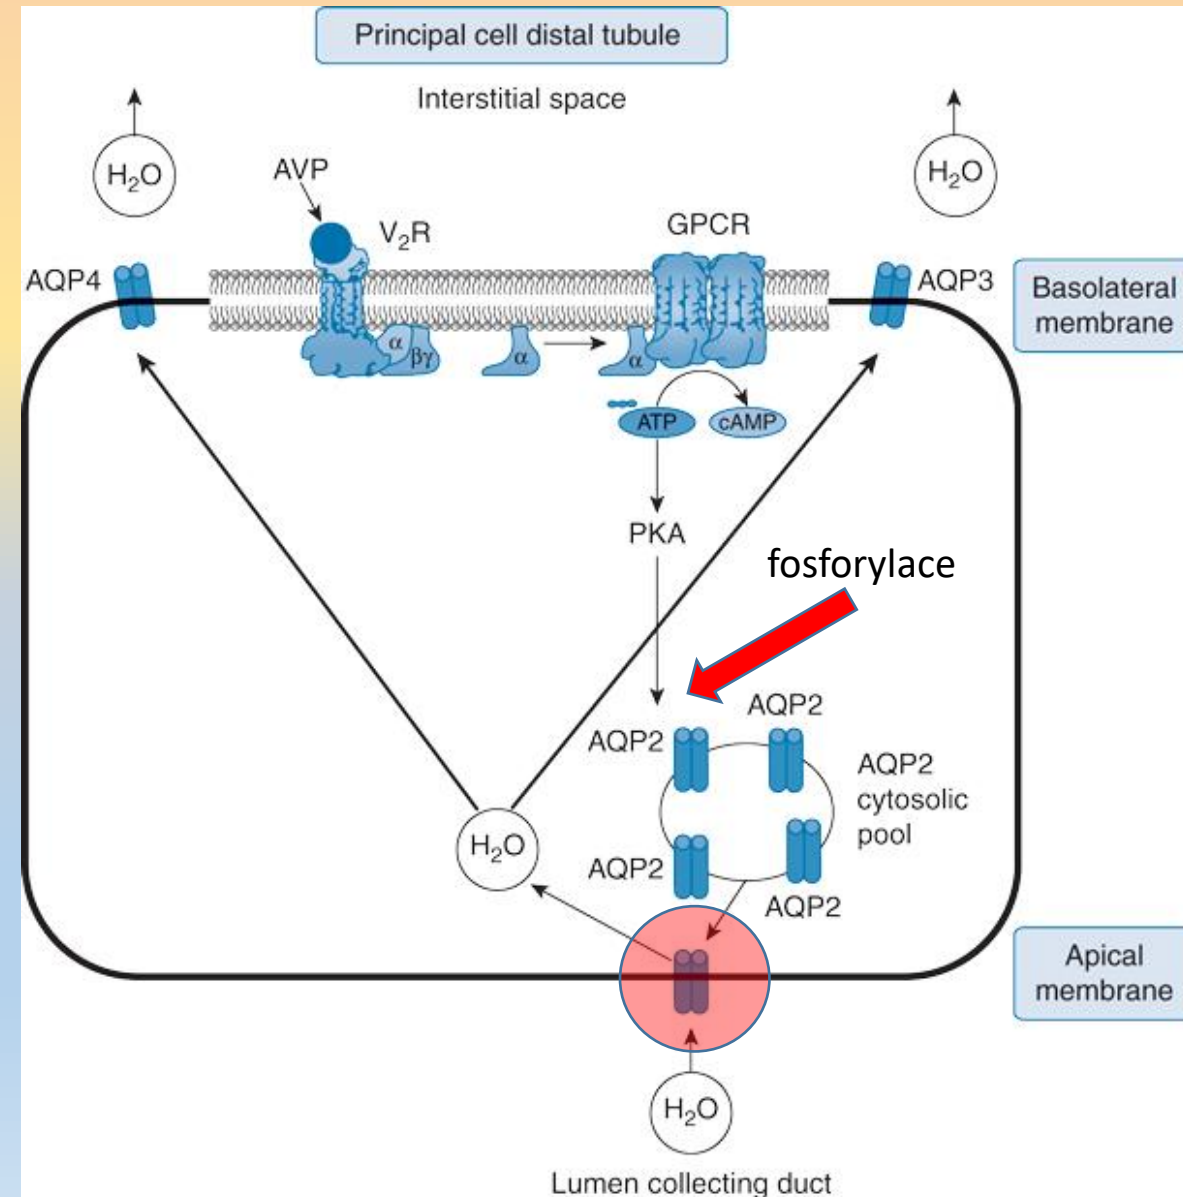 Principal cell distal tubule
Interstitial space
H₂O
H₂O
AVP
V₂R
GPCR
AQP4
AQP3
Basolateral
membrane
α
βγ
α
α
ATP
cAMP
PKA
fosforylace
AQP2
AQP2
AQP2
cytosolic
pool
H₂O
AQP2
AQP2
Apical
membrane
H₂O
Lumen collecting duct